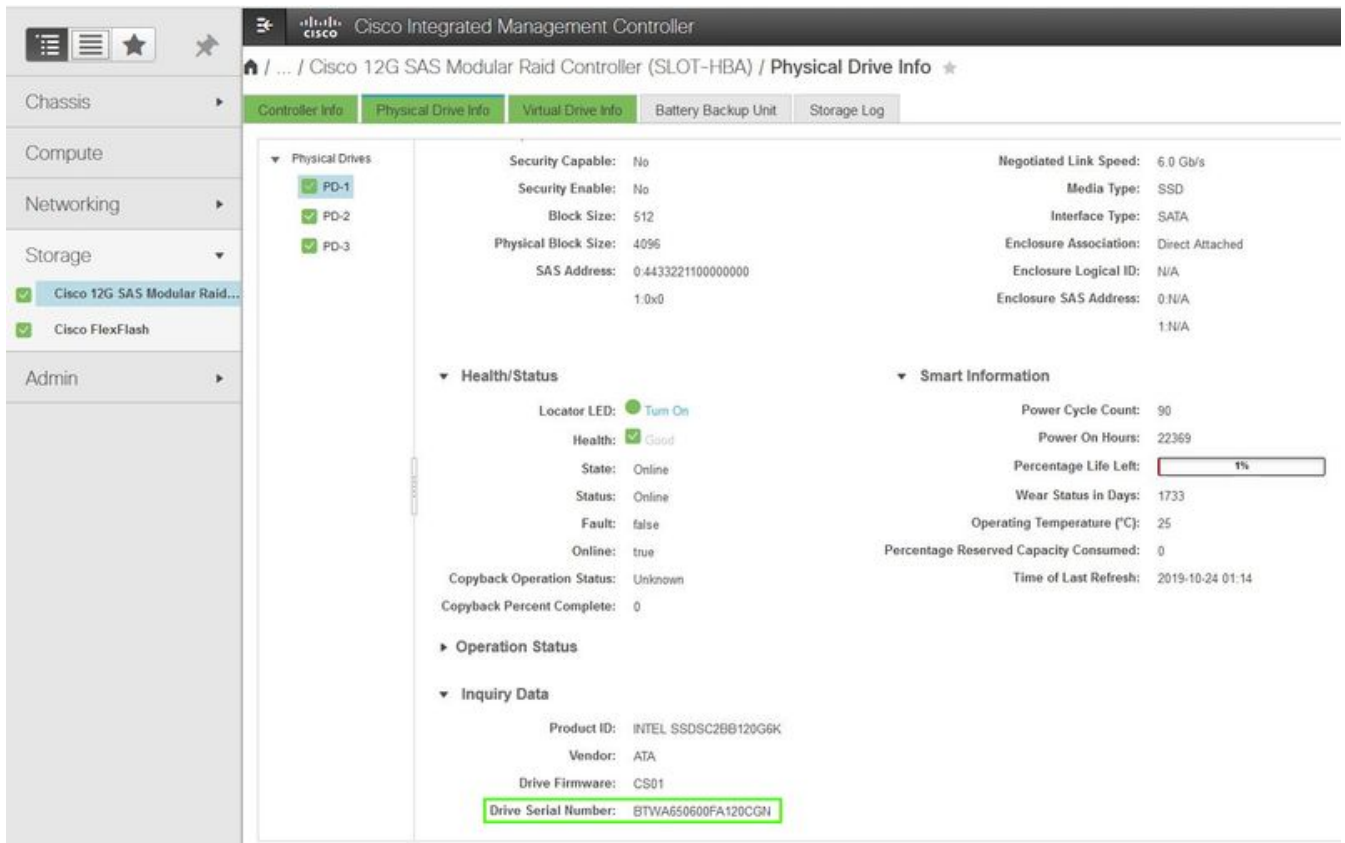 cisco Cisco Integrated Management Controller
/ ... / Cisco 12G SAS Modular Raid Controller (SLOT-HBA) / Physical Drive Info
Chassis
Compute
Networking
Storage
Cisco 12G SAS Modular Raid...
Cisco FlexFlash
Admin
Controller Info Physical Drive Info Virtual Drive Info Battery Backup Unit Storage Log
Physical Drives
PD-1
PD-2
PD-3
Security Capable: No
Security Enable: No
Block Size: 512
Physical Block Size: 4096
SAS Address: 0:4433221100000000
1:0x0
Negotiated Link Speed: 6.0 Gb/s
Media Type: SSD
Interface Type: SATA
Enclosure Association: Direct Attached
Enclosure Logical ID: N/A
Enclosure SAS Address: 0:N/A
1:N/A
Health/Status
Locator LED: Turn On
Health: Good
State: Online
Status: Online
Fault: false
Online: true
Copyback Operation Status: Unknown
Copyback Percent Complete: 0
Smart Information
Power Cycle Count: 90
Power On Hours: 22369
Percentage Life Left: 1%
Wear Status in Days: 1733
Operating Temperature (°C): 25
Percentage Reserved Capacity Consumed: 0
Time of Last Refresh: 2019-10-24 01:14
Operation Status
Inquiry Data
Product ID: INTEL SSDSC2BB120G6K
Vendor: ATA
Drive Firmware: CS01
Drive Serial Number: BTWA650600FA120CGN